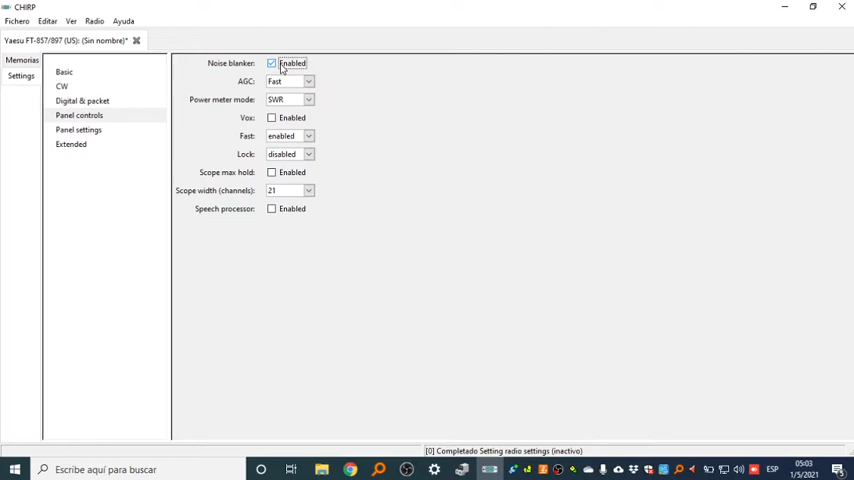 CHIRP
Fichero Editar Ver Radio Ayuda
Yaesu FT-857/897 (US): (Sin nombre)*
Memorias
Settings
Basic
CW
Digital & packet
Panel controls
Panel settings
Extended
Noise blanker: Enabled
AGC: Fast
Power meter mode: SWR
Vox: Enabled
Fast: enabled
Lock: disabled
Scope max hold: Enabled
Scope width (channels): 21
Speech processor: Enabled
[0] Completado Setting radio settings (inactivo)
Escribe aquí para buscar
ESP
05:03
1/5/2021
5